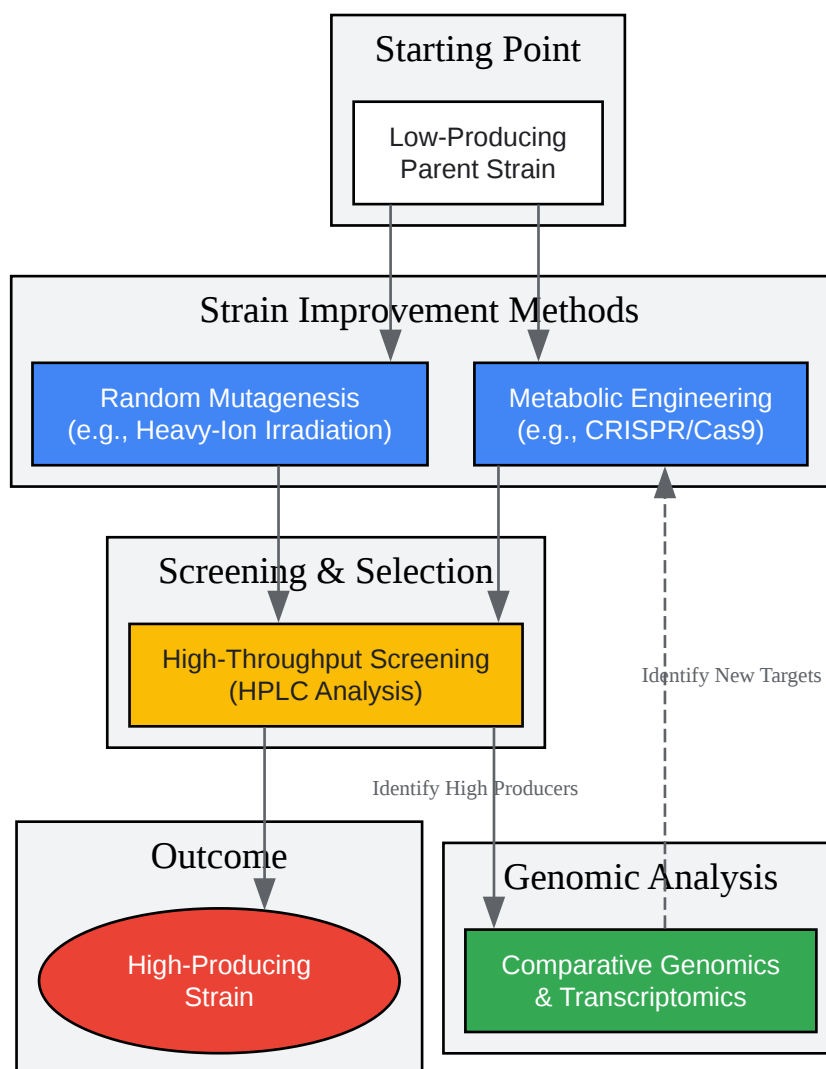 Starting Point
Low-Producing
Parent Strain
Strain Improvement Methods
Random Mutagenesis
(e.g., Heavy-Ion Irradiation)
Metabolic Engineering
(e.g., CRISPR/Cas9)
Screening & Selection
High-Throughput Screening
(HPLC Analysis)
Identify New Targets
Identify High Producers
Outcome
High-Producing
Strain
Genomic Analysis
Comparative Genomics
& Transcriptomics